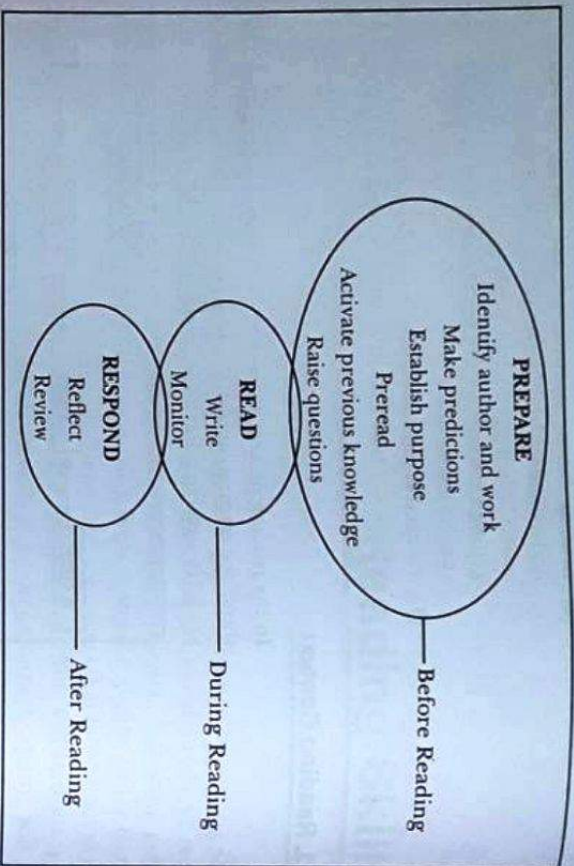 PREPARE
Identify author and work
Make predictions
Establish purpose
Preread
Activate previous knowledge
Raise questions
Before Reading
READ
Write
Monitor
During Reading
RESPOND
Reflect
Review
After Reading